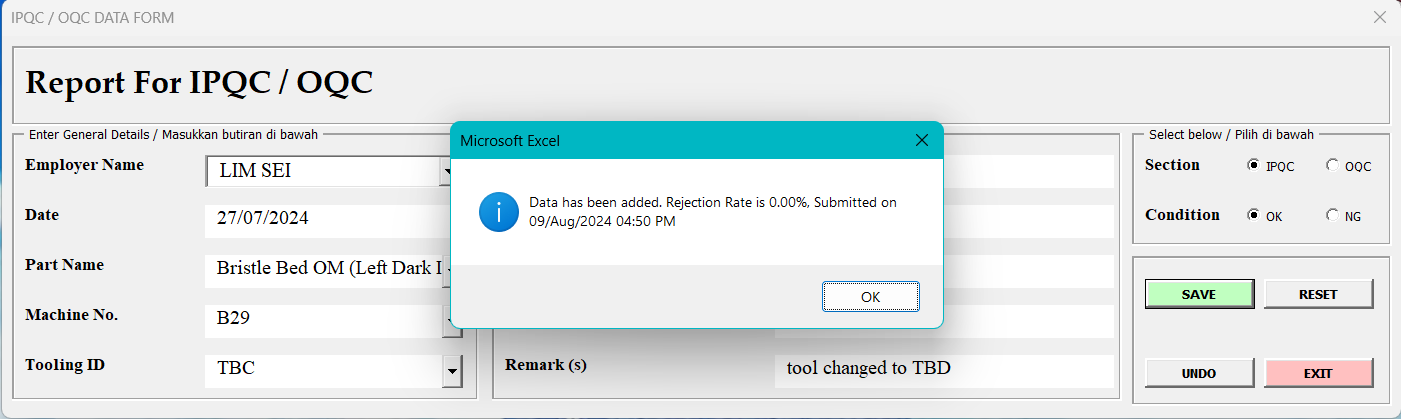 IPQC / OQC DATA FORM
Report For IPQC / OQC
Enter General Details / Masukkan butiran di bawah
Employer Name
LIM SEI
Date
27/07/2024
Part Name
Bristle Bed OM (Left Dark
Machine No.
B29
Tooling ID
TBC
Microsoft Excel
Data has been added. Rejection Rate is 0.00%, Submitted on
09/Aug/2024 04:50 PM
OK
Remark (s)
tool changed to TBD
Select below / Pilih di bawah
Section
IPQC
OQC
Condition
OK
NG
SAVE
RESET
UNDO
EXIT